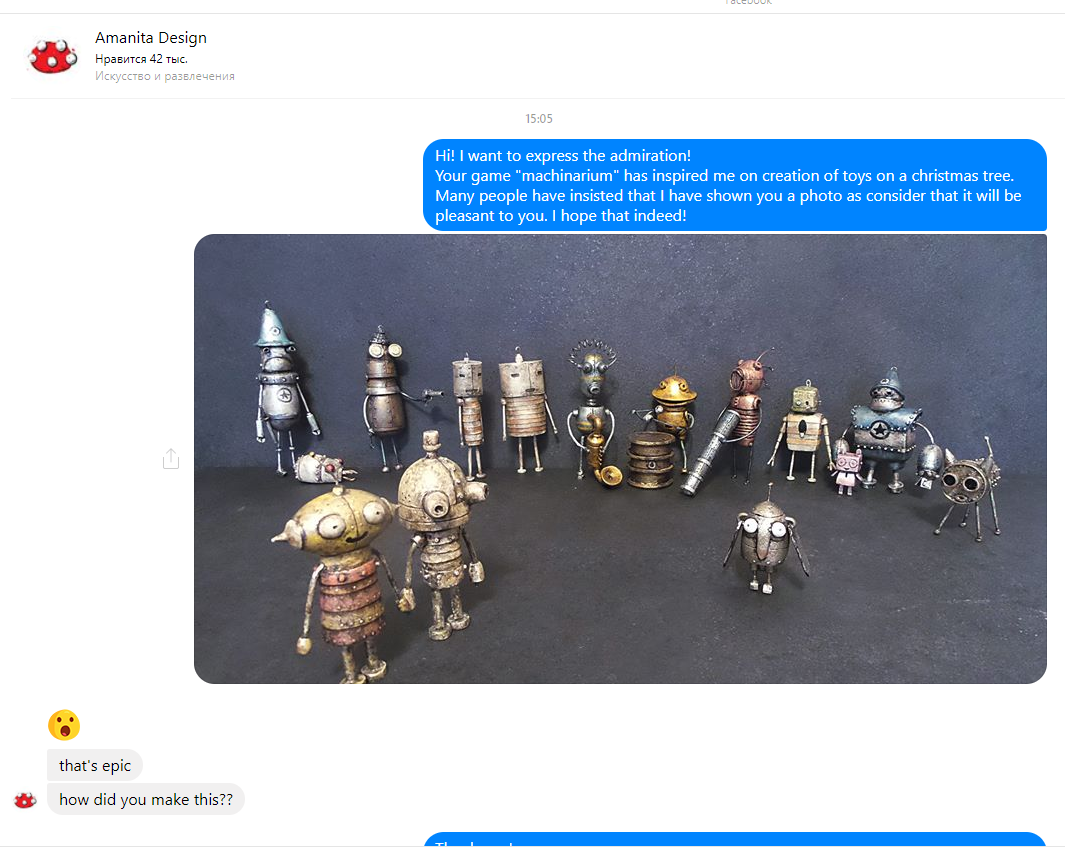 Facebook
Amanita Design
Нравится 42 тыс.
Искусство и развлечения
15:05
Hi! I want to express the admiration!
Your game "machinarium" has inspired me on creation of toys on a christmas tree.
Many people have insisted that I have shown you a photo as consider that it will be
pleasant to you. I hope that indeed!
that's epic
how did you make this??